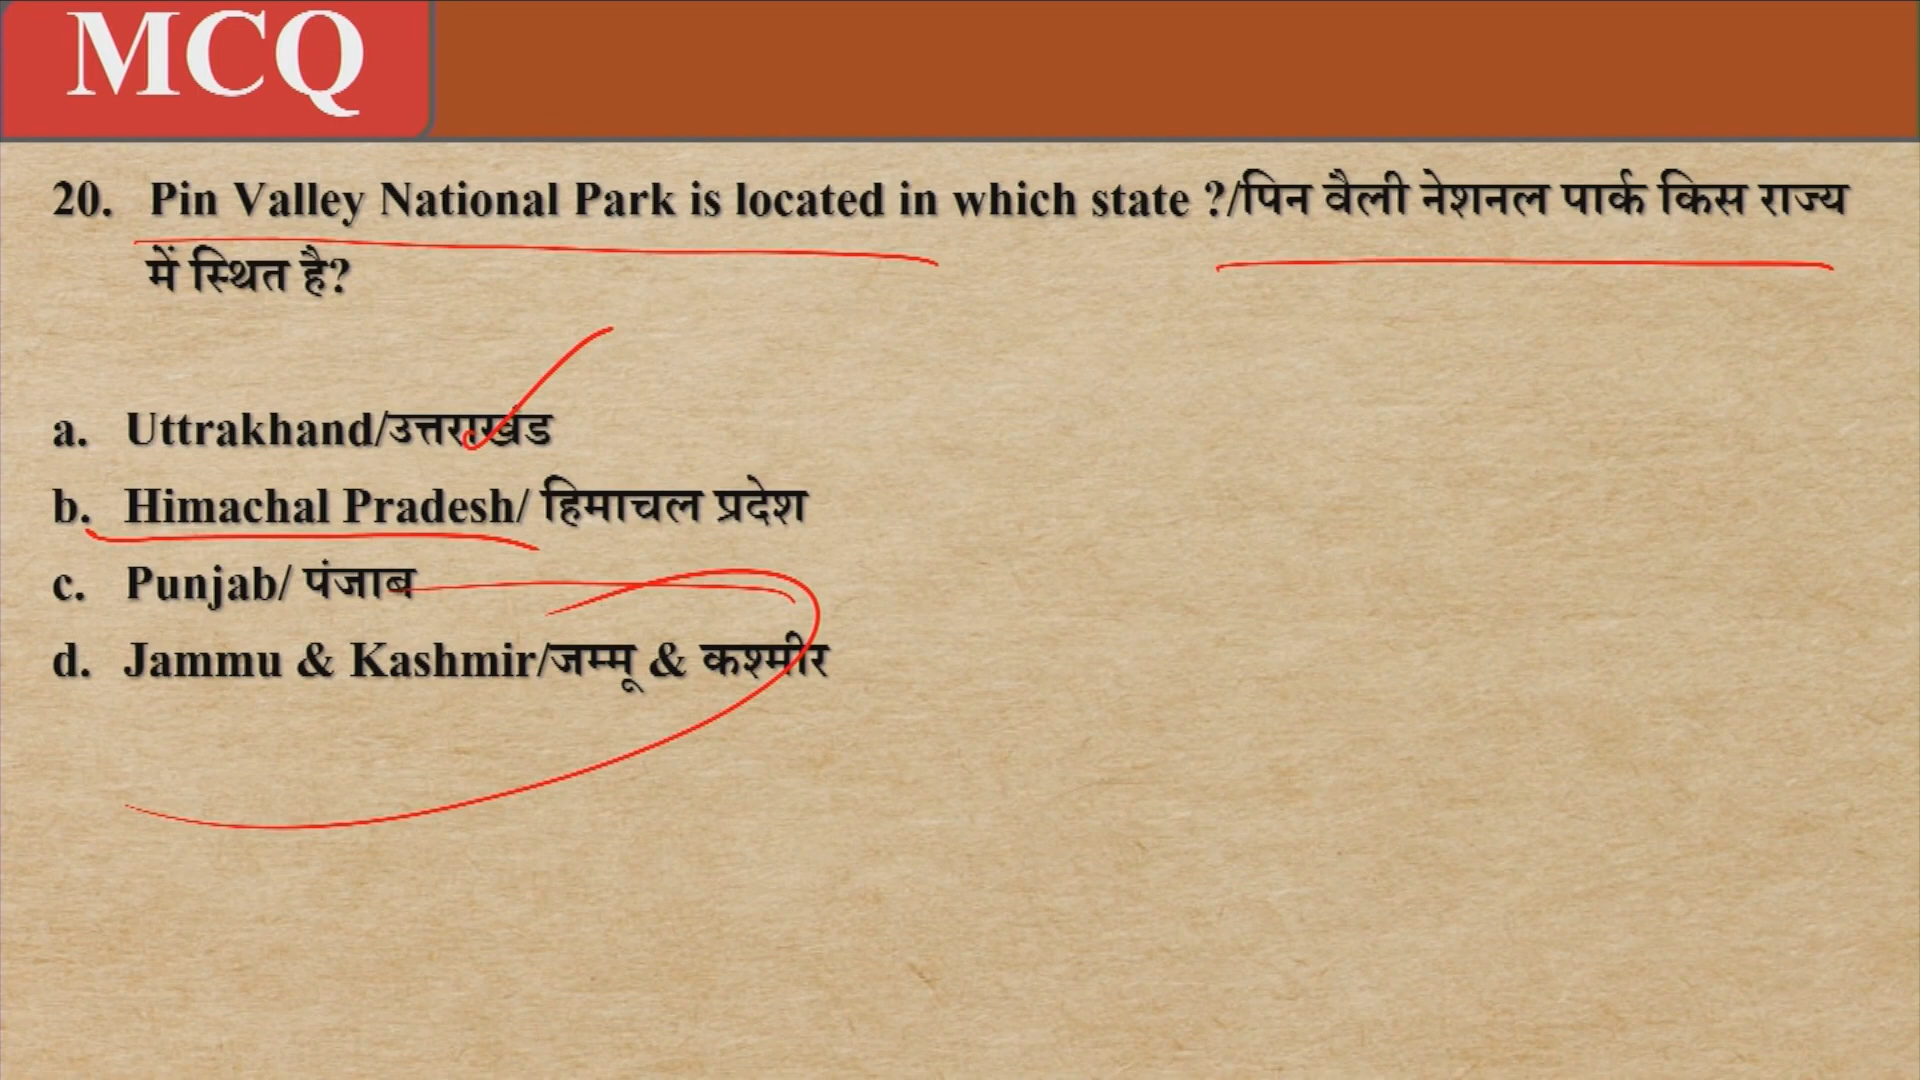 MCQ
20. Pin Valley National Park is located in which state ?/पिन वैली नेशनल पार्क किस राज्य
में स्थित है?
a. Uttrakhand/उत्तराखंड
b. Himachal Pradesh/ हिमाचल प्रदेश
c. Punjab/ पंजाब
d. Jammu & Kashmir/जम्मू & कश्मीर